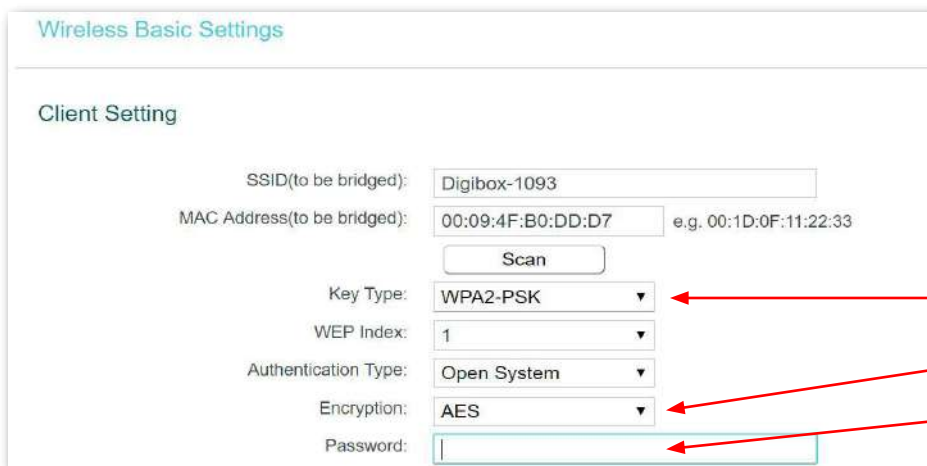 Wireless Basic Settings
Client Setting
SSID(to be bridged): Digibox-1093
MAC Address(to be bridged): 00:09:4F:B0:DD:D7 e.g. 00:1D:0F:11:22:33
Scan
Key Type: WPA2-PSK
WEP Index: 1
Authentication Type: Open System
Encryption: AES
Password: